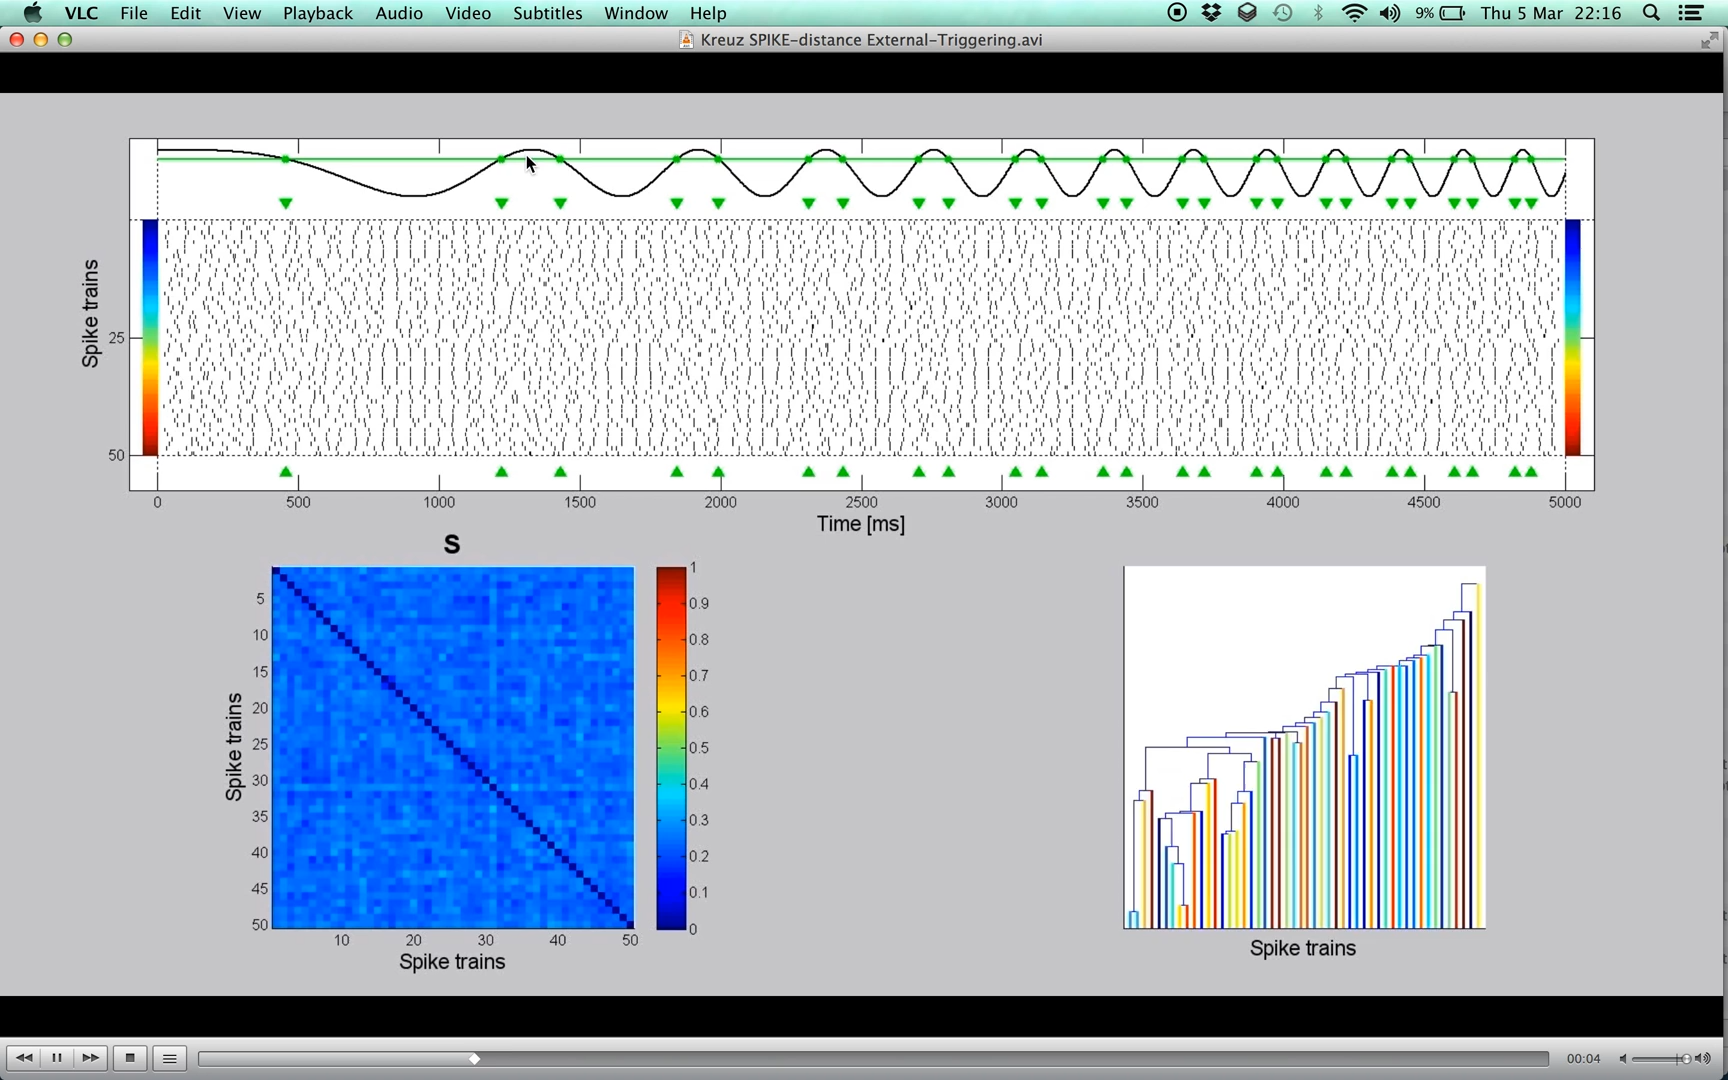 VLC File Edit View Playback Audio Video Subtitles Window Help 9% Thu 5 Mar 22:16
Kreuz SPIKE-distance External-Triggering.avi
Spike trains
25
50
0 500 1000 1500 2000 2500 3000 3500 4000 4500 5000
Time [ms]
S
Spike trains
5
10
15
20
25
30
35
40
45
50
10 20 30 40 50
Spike trains
1
0.9
0.8
0.7
0.6
0.5
0.4
0.3
0.2
0.1
0
Spike trains
00:04